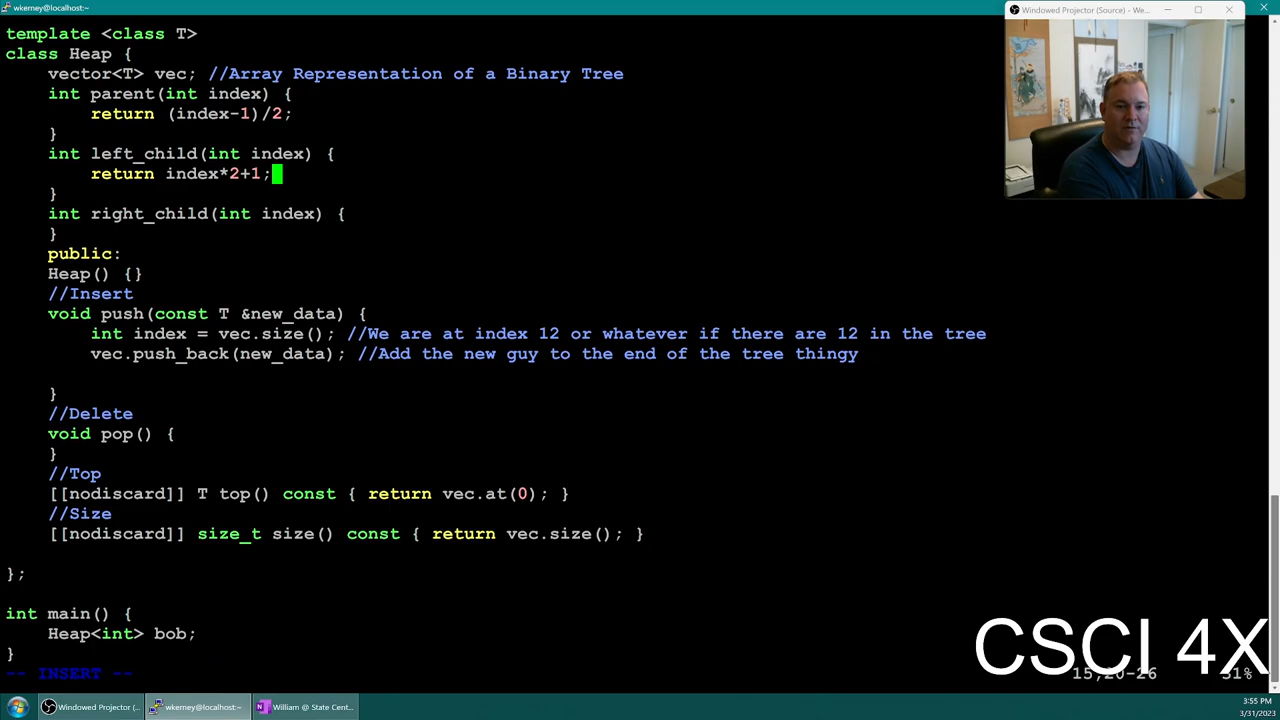 wkerney@localhost:~
Windowed Projector (Source) - We...
template <class T>
class Heap {
vector<T> vec; //Array Representation of a Binary Tree
int parent(int index) {
return (index-1)/2;
}
int left_child(int index) {
return index*2+1;
}
int right_child(int index) {
}
public:
Heap() {}
//Insert
void push(const T &new_data) {
int index = vec.size(); //We are at index 12 or whatever if there are 12 in the tree
vec.push_back(new_data); //Add the new guy to the end of the tree thingy
}
//Delete
void pop() {
}
//Top
[[nodiscard]] T top() const { return vec.at(0); }
//Size
[[nodiscard]] size_t size() const { return vec.size(); }
};
int main() {
Heap<int> bob;
}
-- INSERT --
15,20-26 31%
CSCI 4X
Windowed Projector (...
wkerney@localhost:~
William @ State Cent...
3:55 PM
3/31/2023